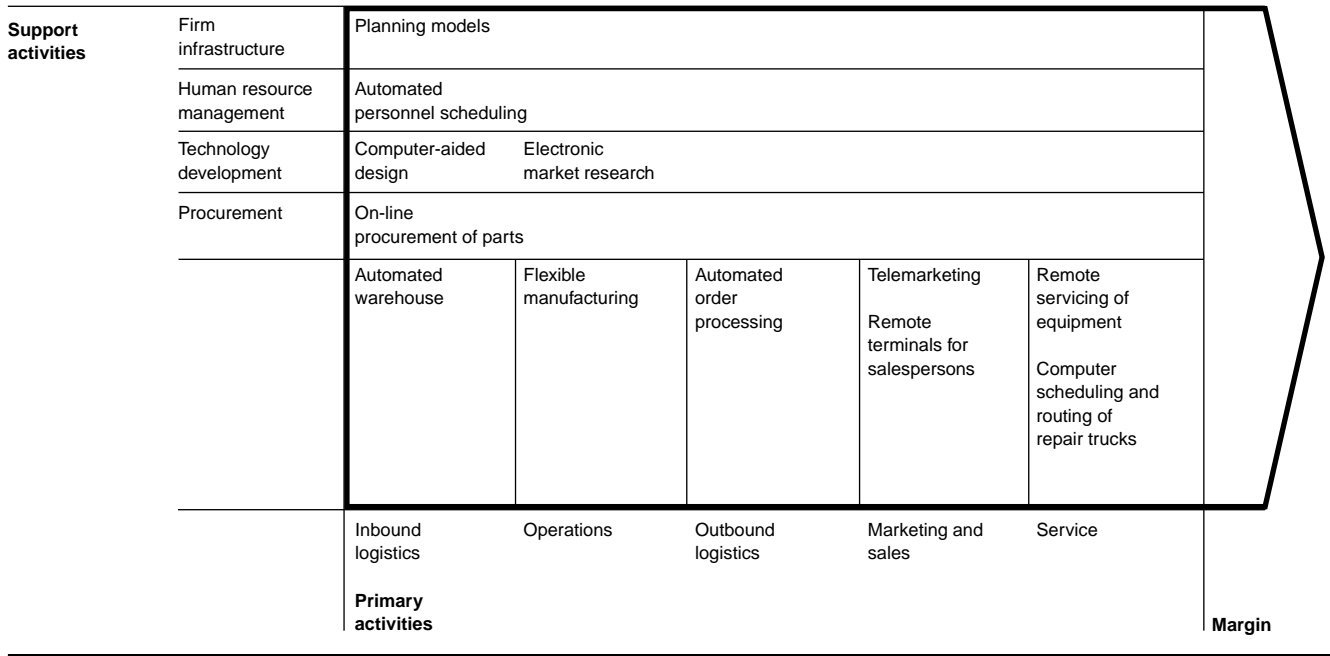 Support
activities
Firm
infrastructure
Planning models
Human resource
management
Automated
personnel scheduling
Technology
development
Computer-aided
design
Electronic
market research
Procurement
On-line
procurement of parts
Automated
warehouse
Flexible
manufacturing
Automated
order
processing
Telemarketing
Remote
terminals for
salespersons
Remote
servicing of
equipment
Computer
scheduling and
routing of
repair trucks
Inbound
logistics
Operations
Outbound
logistics
Marketing and
sales
Service
Primary
activities
Margin